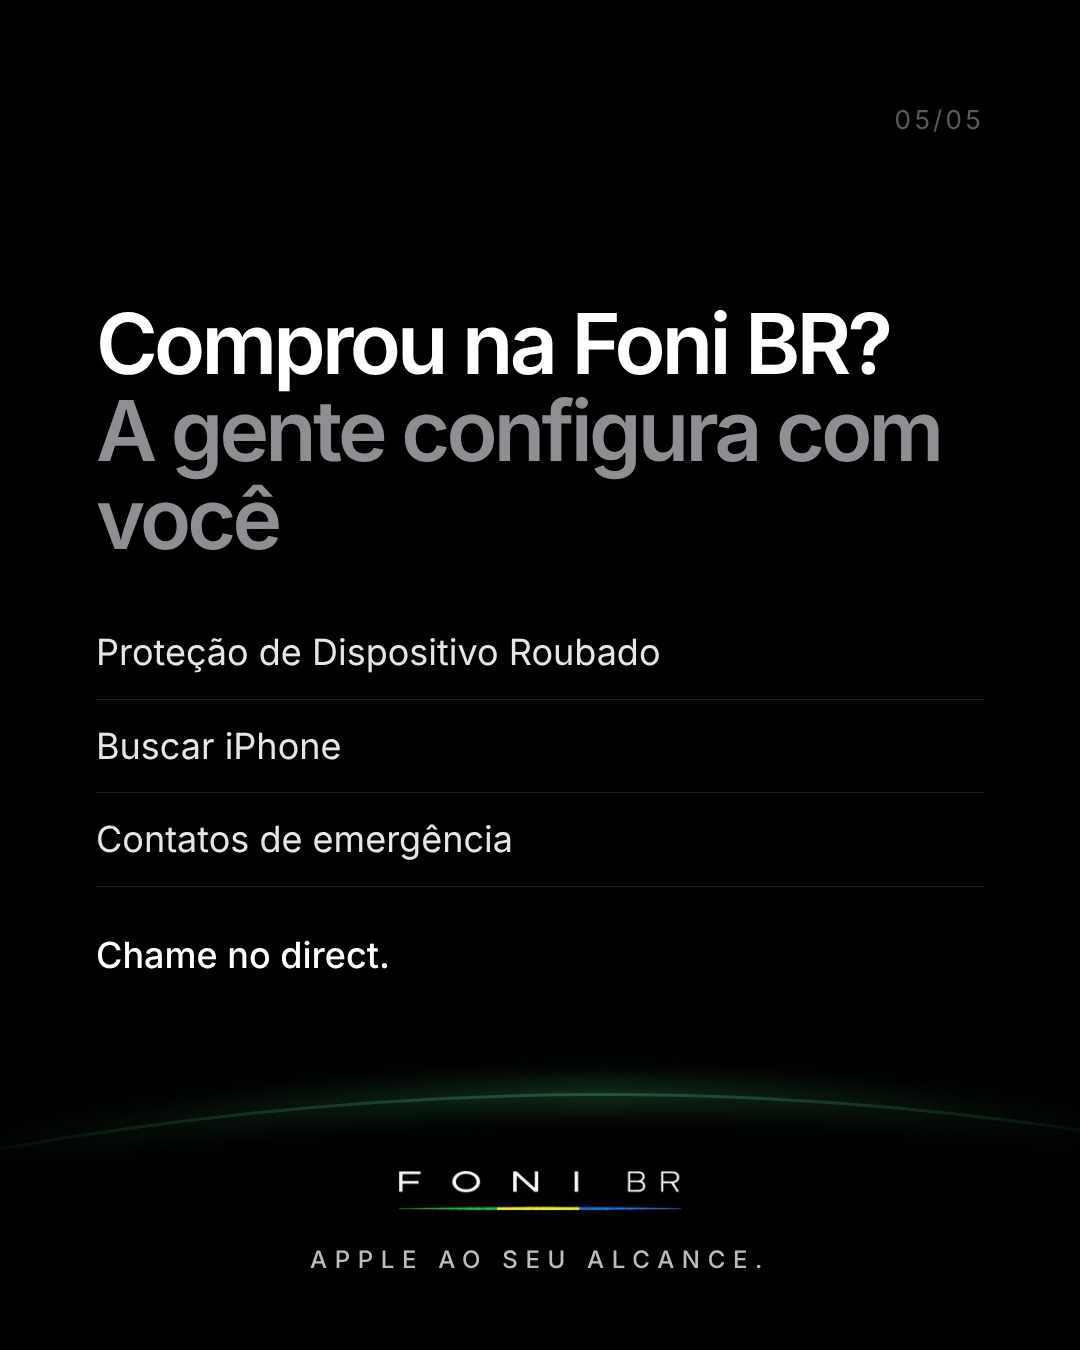 05/05
Comprou na Foni BR?
A gente configura com
você
Proteção de Dispositivo Roubado
Buscar iPhone
Contatos de emergência
Chame no direct.
FONI BR
APPLE AO SEU ALCANCE.